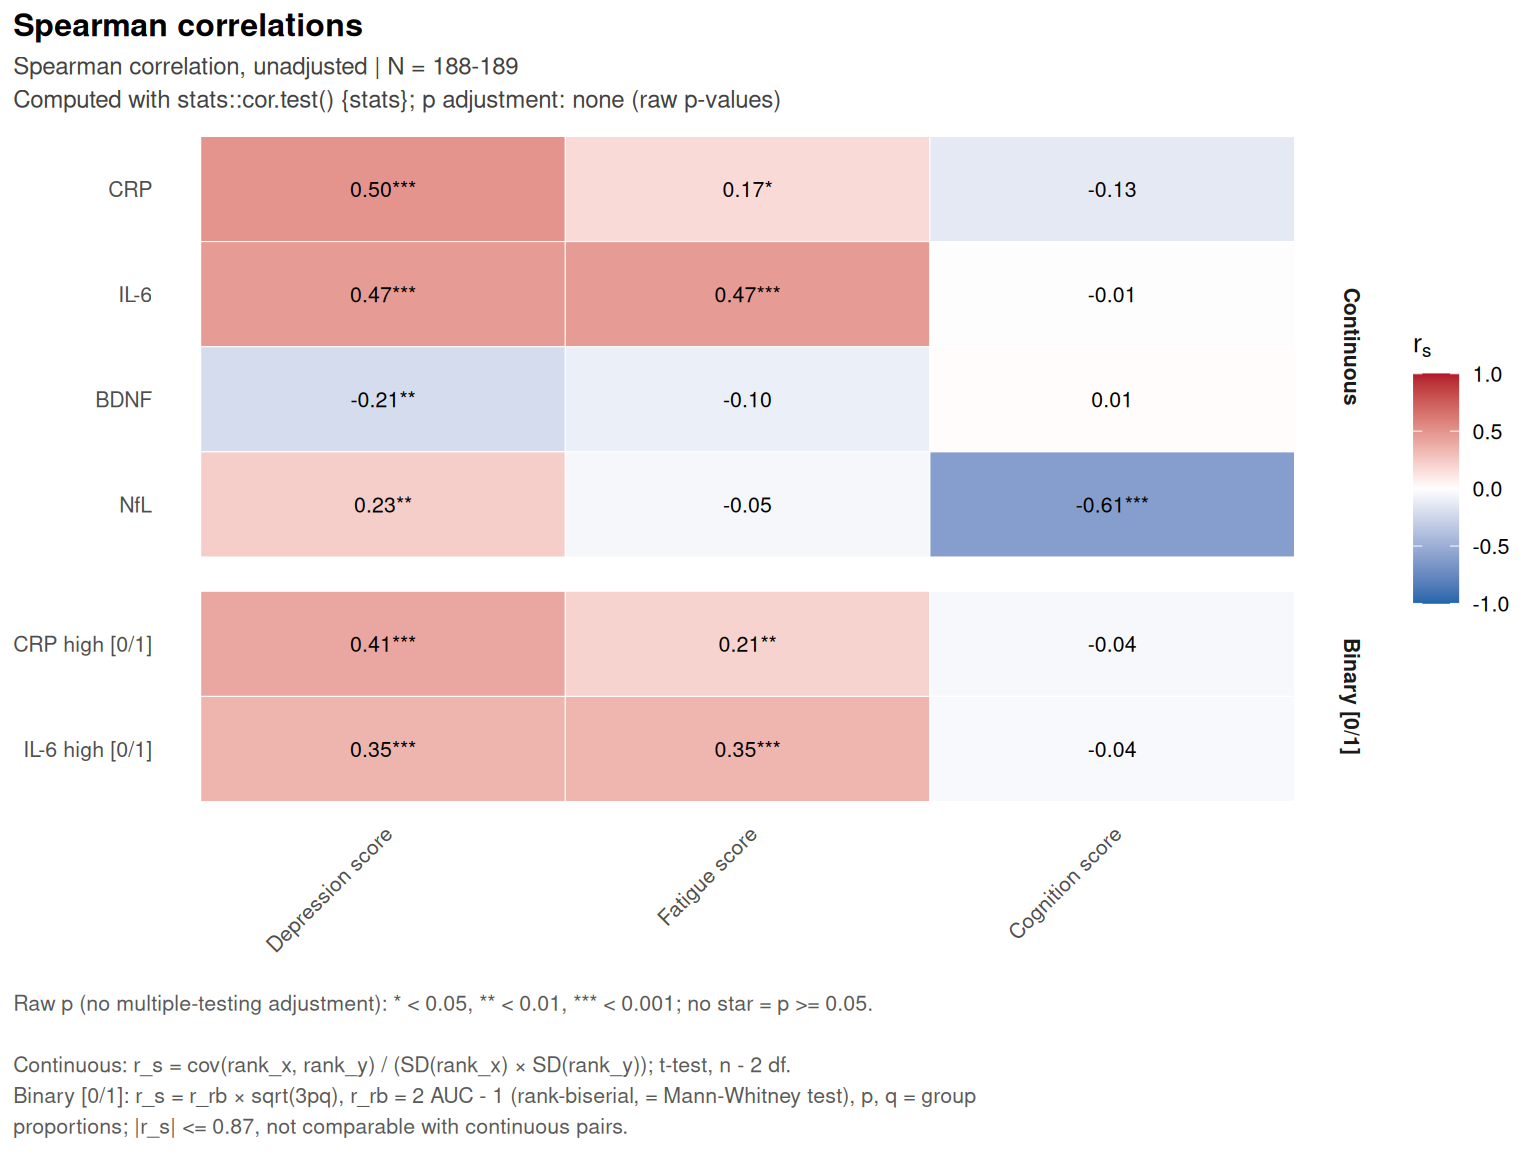 Spearman correlations
Spearman correlation, unadjusted | N = 188-189
Computed with stats::cor.test() {stats}; p adjustment: none (raw p-values)
CRP 0.50*** 0.17* -0.13
IL-6 0.47*** 0.47*** -0.01
BDNF -0.21** -0.10 0.01
NfL 0.23** -0.05 -0.61***
Continuous
CRP high [0/1] 0.41*** 0.21** -0.04
IL-6 high [0/1] 0.35*** 0.35*** -0.04
Binary [0/1]
Depression score Fatigue score Cognition score
r_s
1.0
0.5
0.0
-0.5
-1.0
Raw p (no multiple-testing adjustment): * < 0.05, ** < 0.01, *** < 0.001; no star = p >= 0.05.
Continuous: r_s = cov(rank_x, rank_y) / (SD(rank_x) × SD(rank_y)); t-test, n - 2 df.
Binary [0/1]: r_s = r_rb × sqrt(3pq), r_rb = 2 AUC - 1 (rank-biserial, = Mann-Whitney test), p, q = group
proportions; |r_s| <= 0.87, not comparable with continuous pairs.